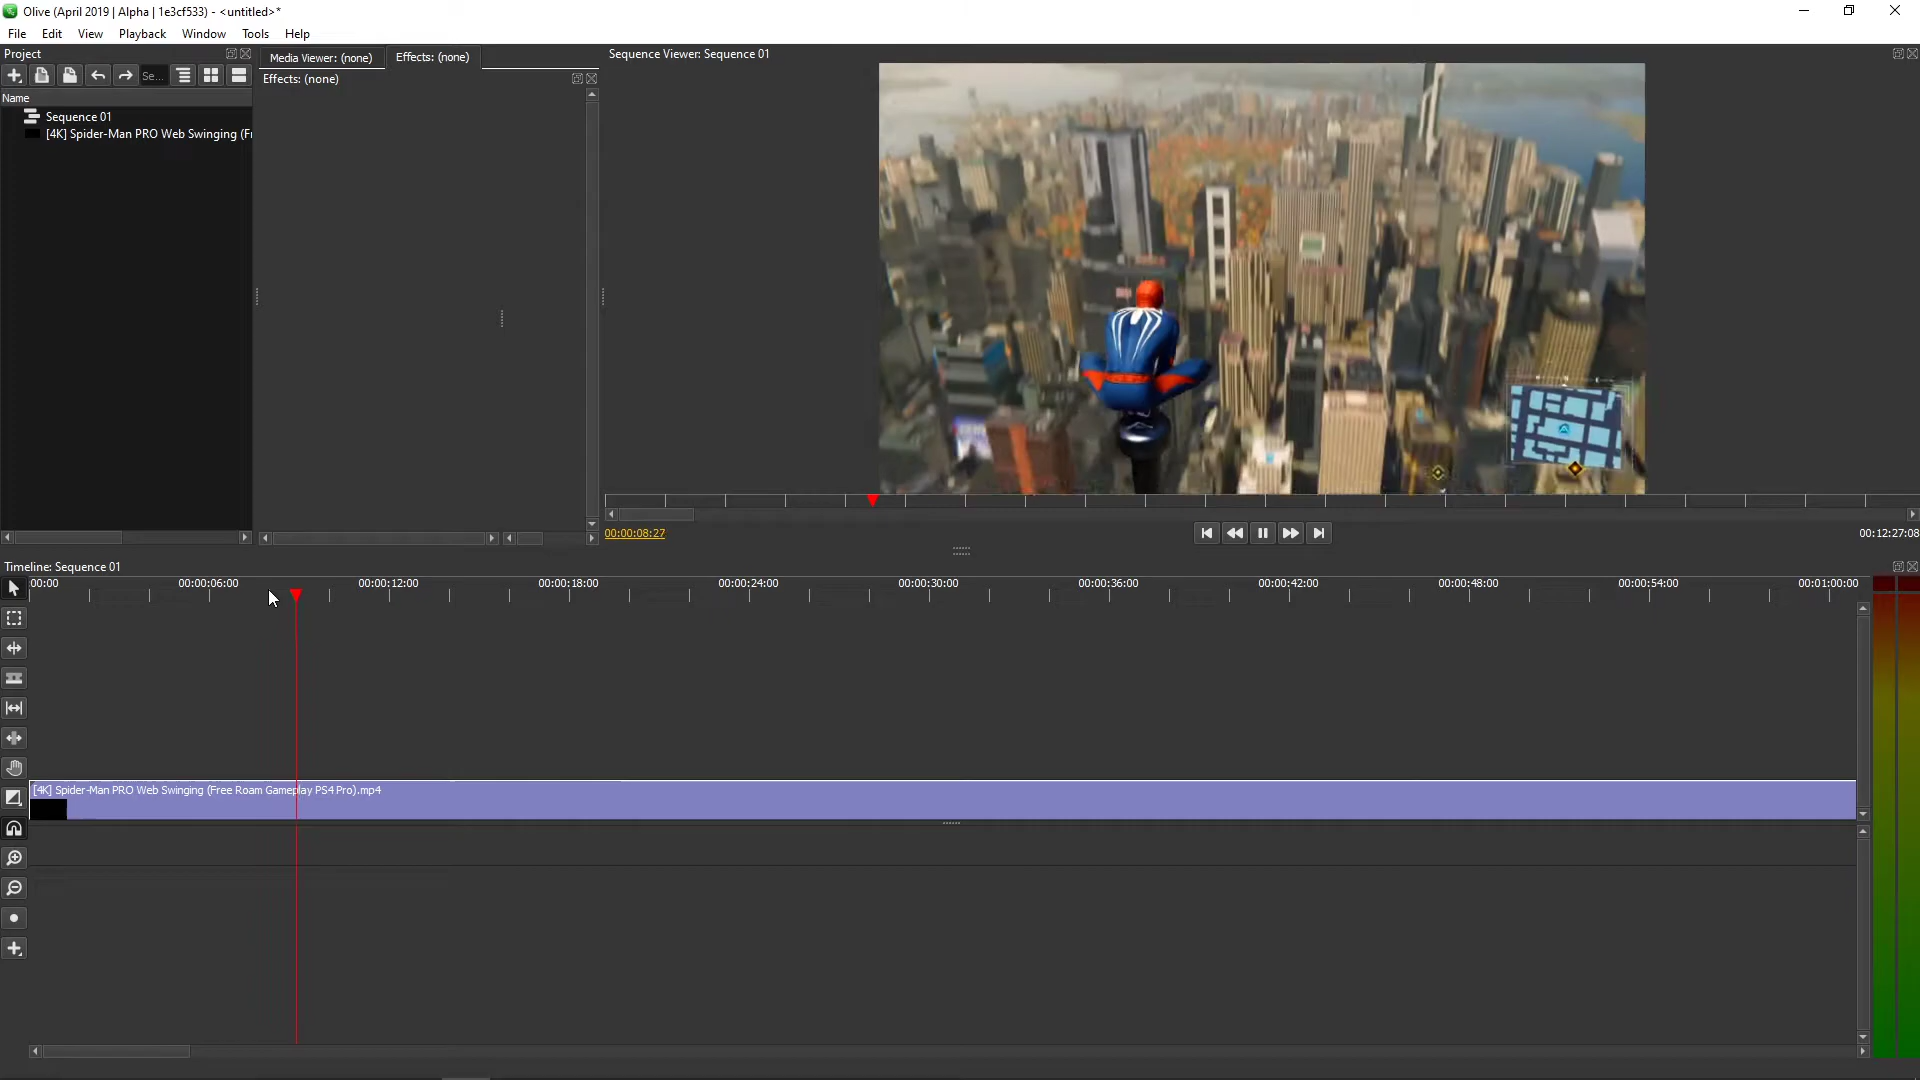 Olive (April 2019 | Alpha | 1e3cf533) - <untitled>*
File Edit View Playback Window Tools Help
Project
Media Viewer: (none) Effects: (none)
Sequence Viewer: Sequence 01
Effects: (none)
Se...
Name
Sequence 01
[4K] Spider-Man PRO Web Swinging (Fr
00:00:08:27
00:12:27:08
Timeline: Sequence 01
00:00 00:00:06:00 00:00:12:00 00:00:18:00 00:00:24:00 00:00:30:00 00:00:36:00 00:00:42:00 00:00:48:00 00:00:54:00 00:01:00:00
[4K] Spider-Man PRO Web Swinging (Free Roam Gameplay PS4 Pro).mp4